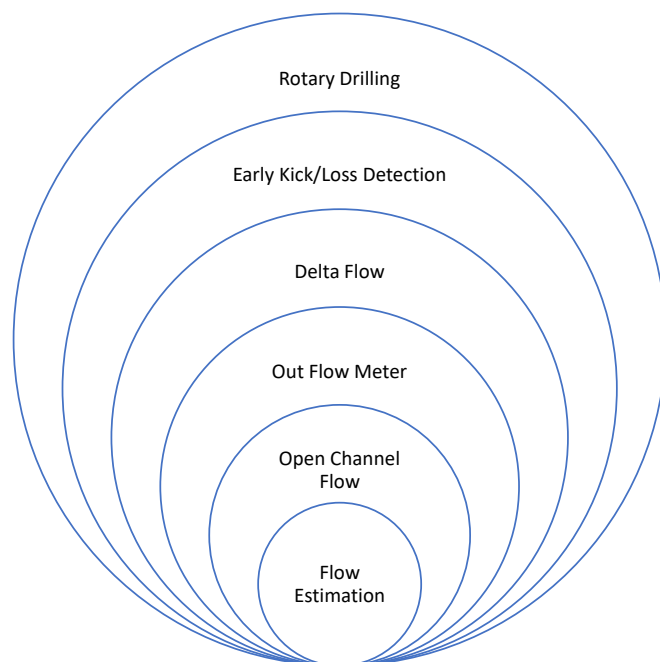 Rotary Drilling
Early Kick/Loss Detection
Delta Flow
Out Flow Meter
Open Channel
Flow
Flow
Estimation